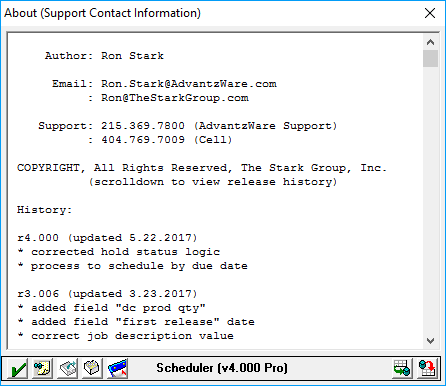 About (Support Contact Information)
Author: Ron Stark
Email: Ron.Stark@AdvantzWare.com
: Ron@TheStarkGroup.com
Support: 215.369.7800 (AdvantzWare Support)
: 404.769.7009 (Cell)
COPYRIGHT, All Rights Reserved, The Stark Group, Inc.
(scrolldown to view release history)
History:
r4.000 (updated 5.22.2017)
* corrected hold status logic
* process to schedule by due date
r3.006 (updated 3.23.2017)
* added field "dc prod qty"
* added field "first release" date
* correct job description value
Scheduler (v4.000 Pro)